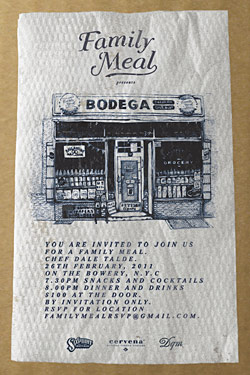 Family
Meal
presents
BODEGA
GROCERY
YOU ARE INVITED TO JOIN US
FOR A FAMILY MEAL.
CHEF DALE TALDE.
26TH FEBRUARY, 2011
ON THE BOWERY, N.Y.C
7.30PM SNACKS AND COCKTAILS
8.00PM DINNER AND DRINKS
$100 AT THE DOOR.
BY INVITATION ONLY.
RSVP FOR LOCATION
FAMILYMEALRSVP@GMAIL.COM.
cervena